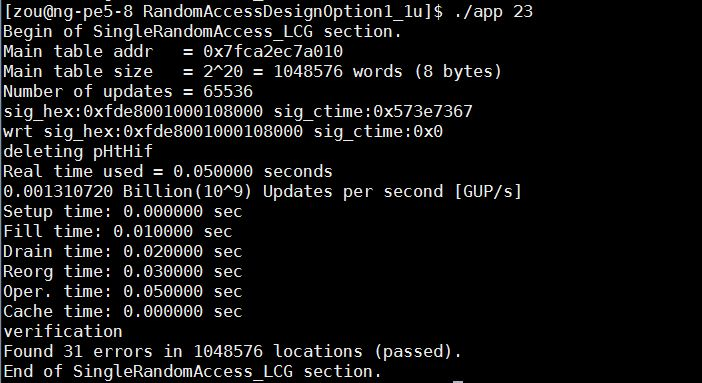 [zou@ng-pe5-8 RandomAccessDesignOption1_1u]$ ./app 23
Begin of SingleRandomAccess_LCG section.
Main table addr   = 0x7fca2ec7a010
Main table size   = 2^20 = 1048576 words (8 bytes)
Number of updates = 65536
sig_hex:0xfde8001000108000 sig_ctime:0x573e7367
wrt sig_hex:0xfde8001000108000 sig_ctime:0x0
deleting pHtHif
Real time used = 0.050000 seconds
0.001310720 Billion(10^9) Updates per second [GUP/s]
Setup time: 0.000000 sec
Fill time: 0.010000 sec
Drain time: 0.020000 sec
Reorg time: 0.030000 sec
Oper. time: 0.050000 sec
Cache time: 0.000000 sec
verification
Found 31 errors in 1048576 locations (passed).
End of SingleRandomAccess_LCG section.